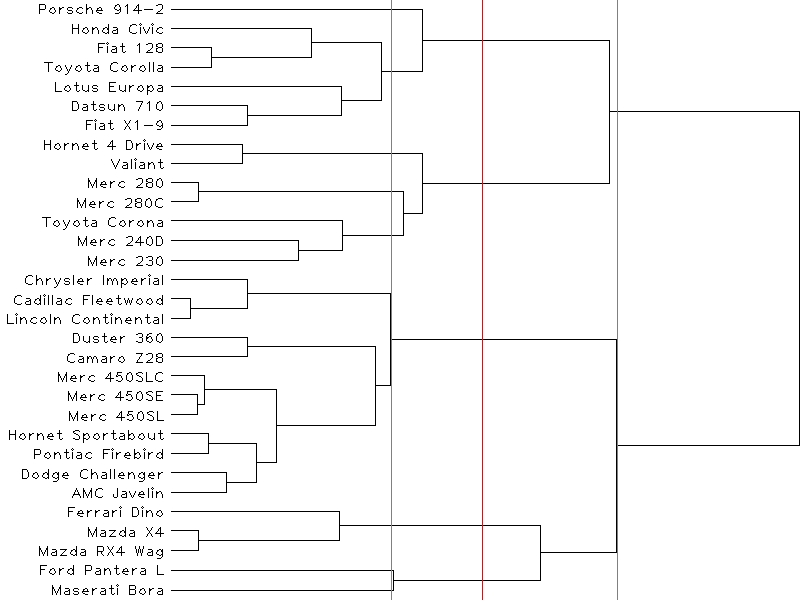 Porsche 914-2
Honda Civic
Fiat 128
Toyota Corolla
Lotus Europa
Datsun 710
Fiat X1-9
Hornet 4 Drive
Valiant
Merc 280
Merc 280C
Toyota Corona
Merc 240D
Merc 230
Chrysler Imperial
Cadillac Fleetwood
Lincoln Continental
Duster 360
Camaro Z28
Merc 450SLC
Merc 450SE
Merc 450SL
Hornet Sportabout
Pontiac Firebird
Dodge Challenger
AMC Javelin
Ferrari Dino
Mazda X4
Mazda RX4 Wag
Ford Pantera L
Maserati Bora